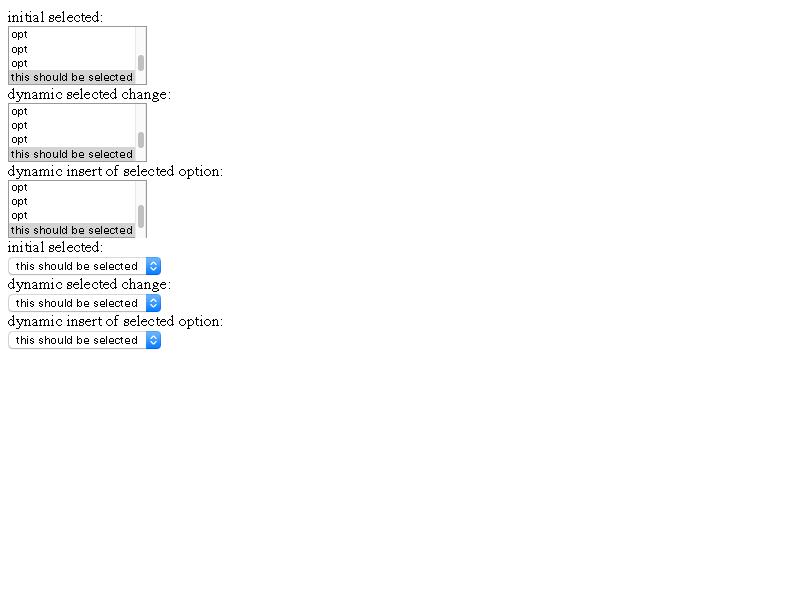 initial selected:
opt
opt
opt
this should be selected
dynamic selected change:
opt
opt
opt
this should be selected
dynamic insert of selected option:
opt
opt
opt
this should be selected
initial selected:
this should be selected
dynamic selected change:
this should be selected
dynamic insert of selected option:
this should be selected